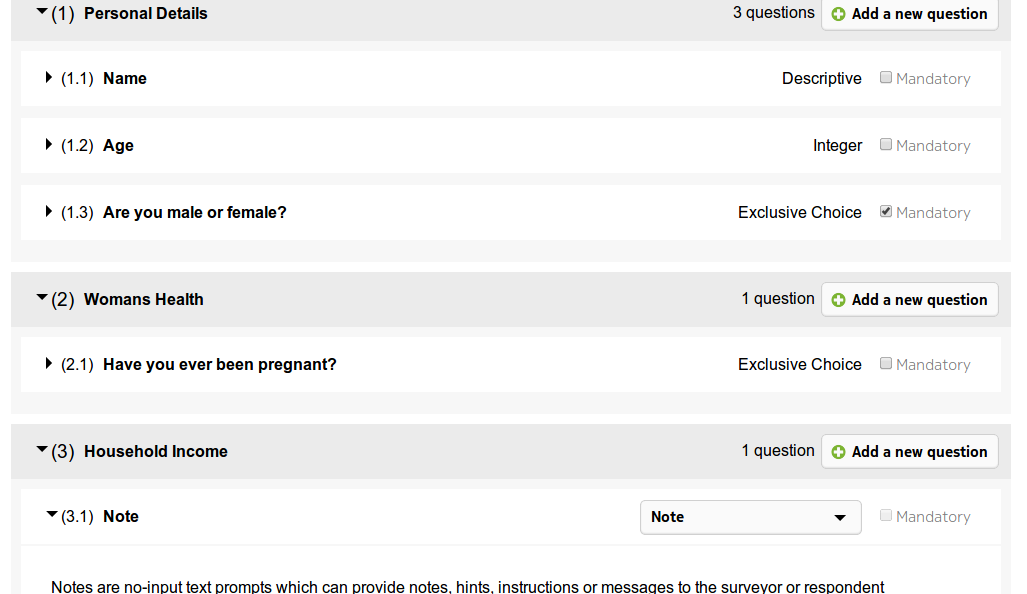 (1) Personal Details 3 questions Add a new question
(1.1) Name Descriptive Mandatory
(1.2) Age Integer Mandatory
(1.3) Are you male or female? Exclusive Choice Mandatory
(2) Womans Health 1 question Add a new question
(2.1) Have you ever been pregnant? Exclusive Choice Mandatory
(3) Household Income 1 question Add a new question
(3.1) Note Note Mandatory
Notes are no-input text prompts which can provide notes, hints, instructions or messages to the surveyor or respondent